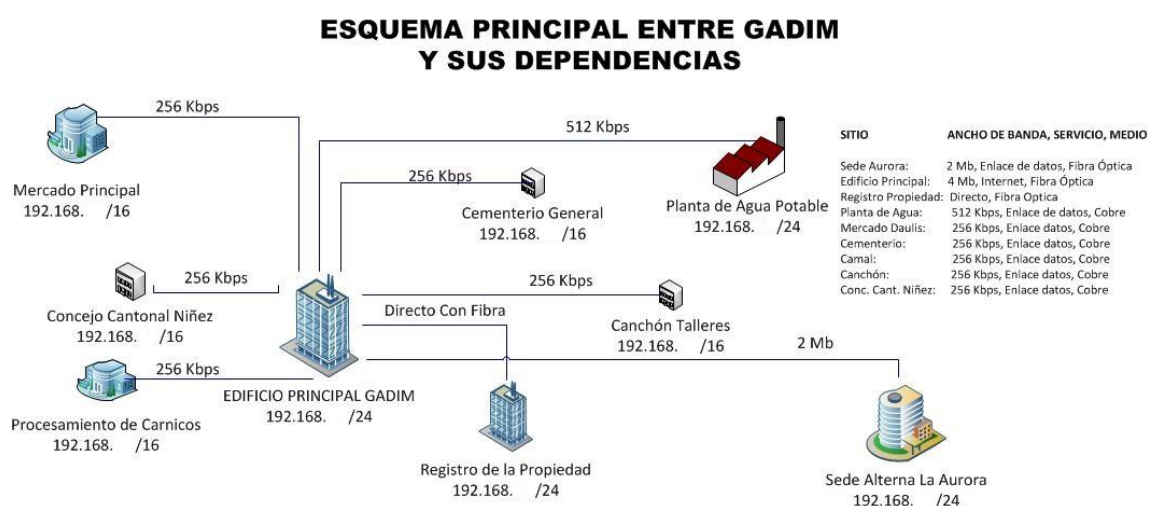 ESQUEMA PRINCIPAL ENTRE GADIM
Y SUS DEPENDENCIAS
256 Kbps
Mercado Principal
192.168. /16
512 Kbps
Planta de Agua Potable
192.168. /24
256 Kbps
Cementerio General
192.168. /16
256 Kbps
Concejo Cantonal Niñez
192.168. /16
256 Kbps
Canchón Talleres
192.168. /16
Directo Con Fibra
2 Mb
256 Kbps
Procesamiento de Carnicos
192.168. /16
EDIFICIO PRINCIPAL GADIM
192.168. /24
Registro de la Propiedad
192.168. /24
Sede Alterna La Aurora
192.168. /24
SITIO ANCHO DE BANDA, SERVICIO, MEDIO
Sede Aurora: 2 Mb, Enlace de datos, Fibra Óptica
Edificio Principal: 4 Mb, Internet, Fibra Óptica
Registro Propiedad: Directo, Fibra Optica
Planta de Agua: 512 Kbps, Enlace de datos, Cobre
Mercado Daulis: 256 Kbps, Enlace datos, Cobre
Cementerio: 256 Kbps, Enlace datos, Cobre
Camal: 256 Kbps, Enlace datos, Cobre
Canchón: 256 Kbps, Enlace datos, Cobre
Conc. Cant. Niñez: 256 Kbps, Enlace datos, Cobre